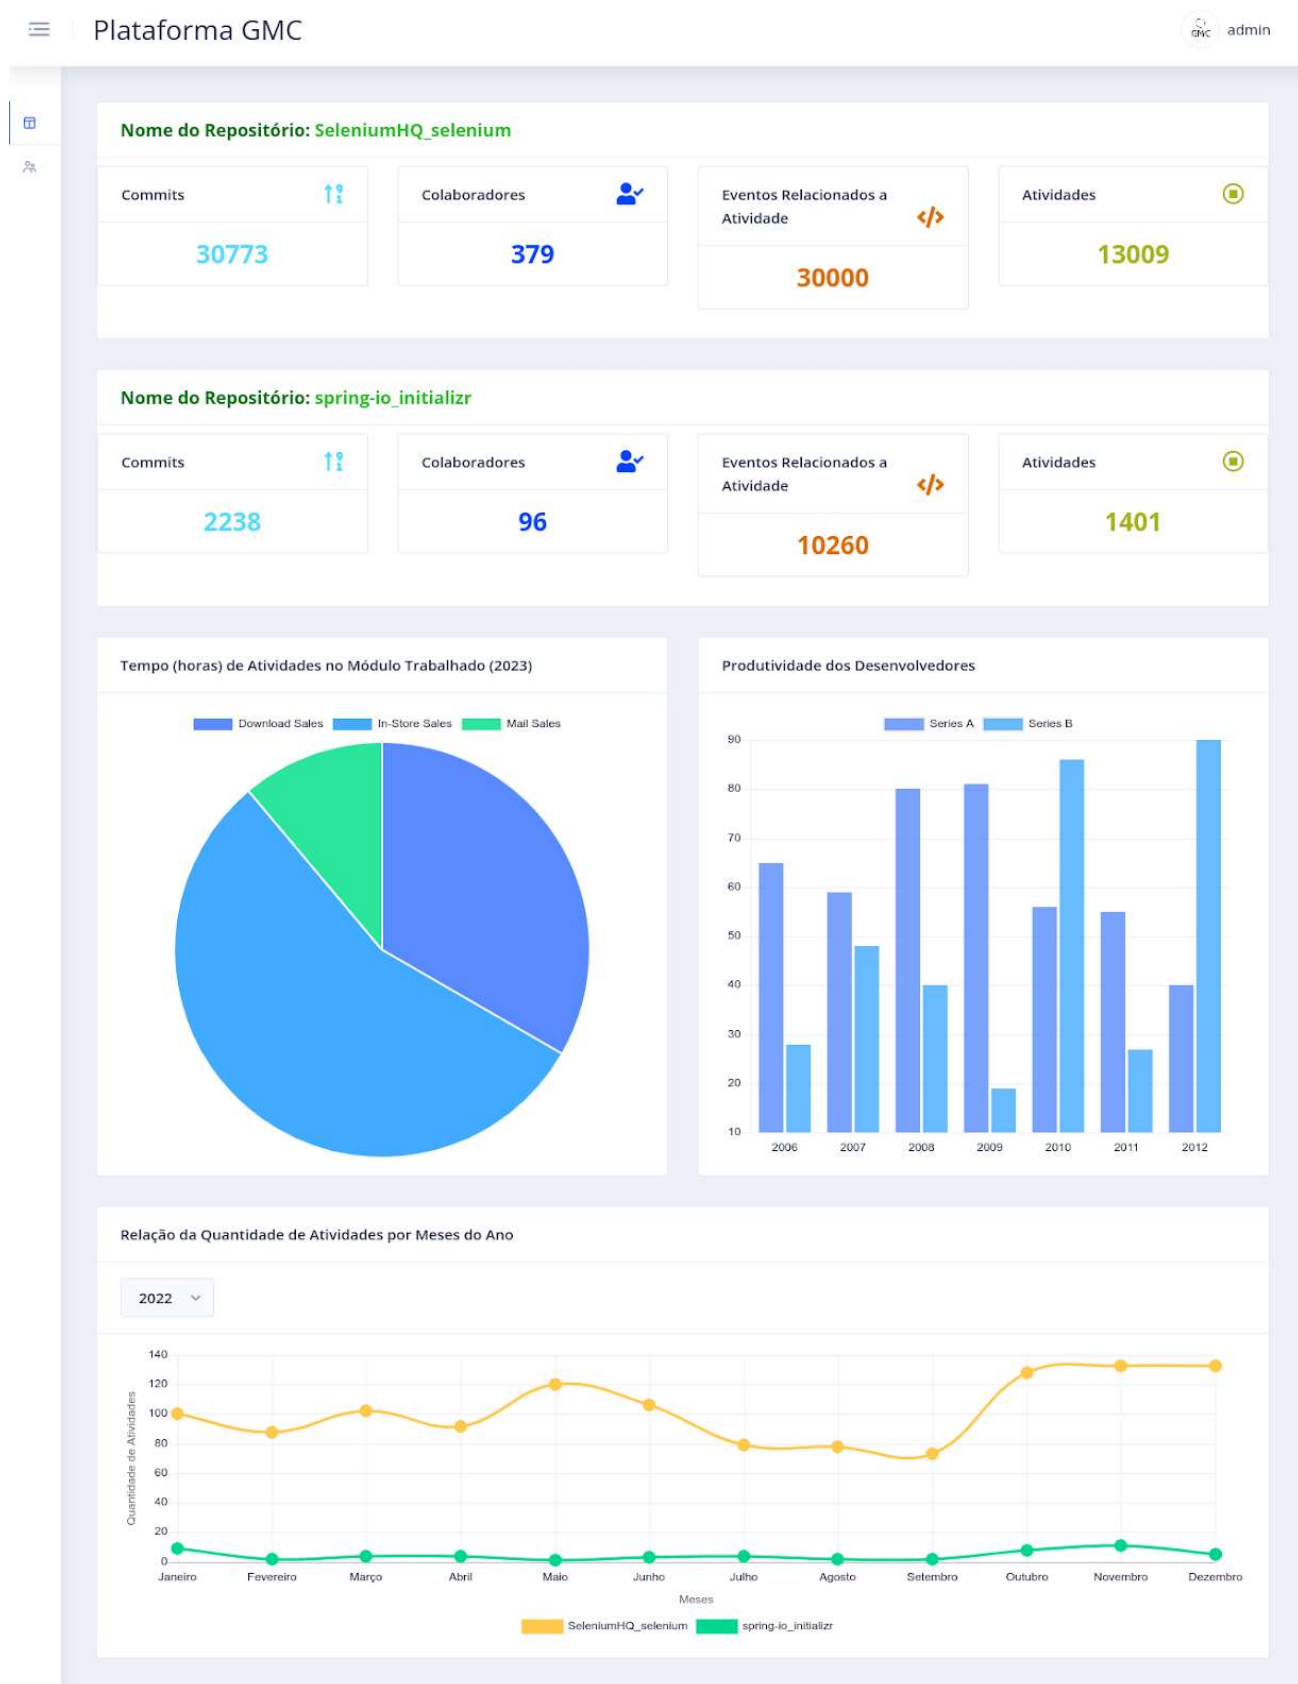 Plataforma GMC
GMC
admin
Nome do Repositório: SeleniumHQ_selenium
Commits
30773
Colaboradores
379
Eventos Relacionados a
Atividade
30000
Atividades
13009
Nome do Repositório: spring-io_initializr
Commits
2238
Colaboradores
96
Eventos Relacionados a
Atividade
10260
Atividades
1401
Tempo (horas) de Atividades no Módulo Trabalhado (2023)
Download Sales In-Store Sales Mail Sales
Produtividade dos Desenvolvedores
Series A Series B
90
80
70
60
50
40
30
20
10
2006 2007 2008 2009 2010 2011 2012
Relação da Quantidade de Atividades por Meses do Ano
2022
Quantidade de Atividades
140
120
100
80
60
40
20
0
Janeiro Fevereiro Março Abril Maio Junho Julho Agosto Setembro Outubro Novembro Dezembro
Meses
SeleniumHQ_selenium spring-io_initializr